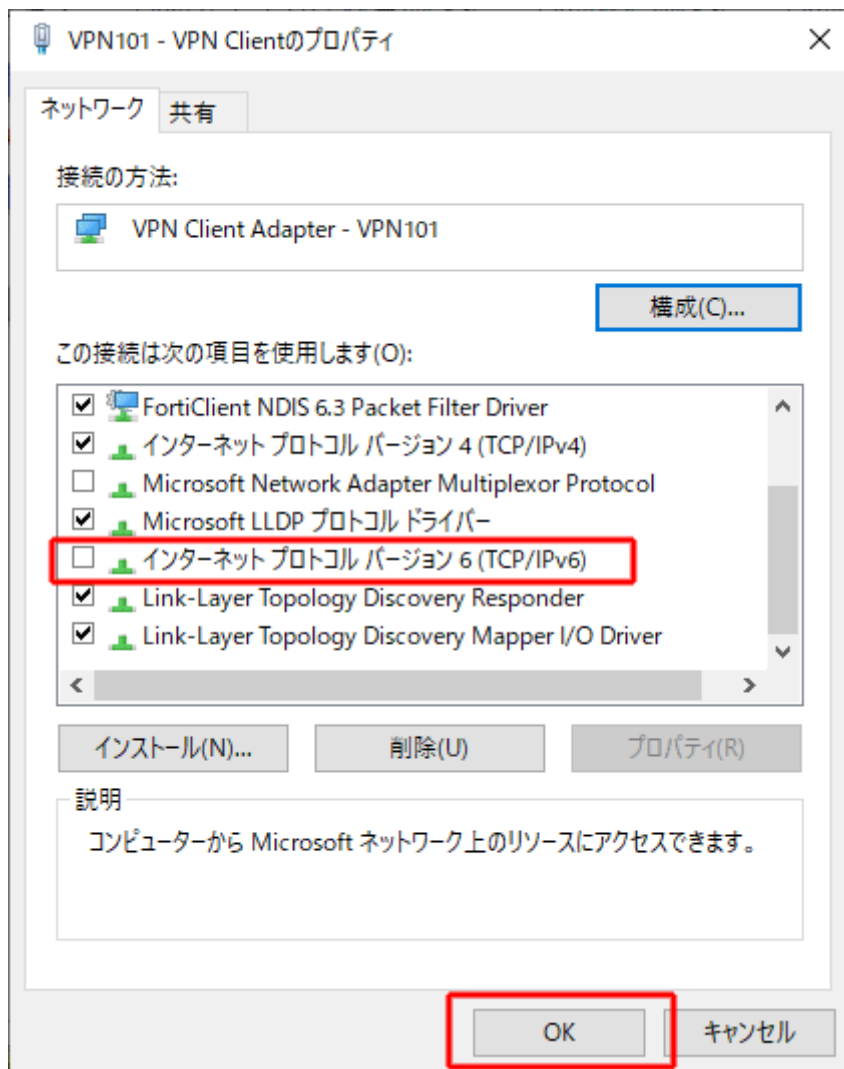 VPN101 - VPN Clientのプロパティ
ネットワーク
共有
接続の方法:
VPN Client Adapter - VPN101
構成(C)...
この接続は次の項目を使用します(O):
FortiClient NDIS 6.3 Packet Filter Driver
インターネット プロトコル バージョン 4 (TCP/IPv4)
Microsoft Network Adapter Multiplexor Protocol
Microsoft LLDP プロトコル ドライバー
インターネット プロトコル バージョン 6 (TCP/IPv6)
Link-Layer Topology Discovery Responder
Link-Layer Topology Discovery Mapper I/O Driver
インストール(N)...
削除(U)
プロパティ(R)
説明
コンピューターから Microsoft ネットワーク上のリソースにアクセスできます。
OK
キャンセル